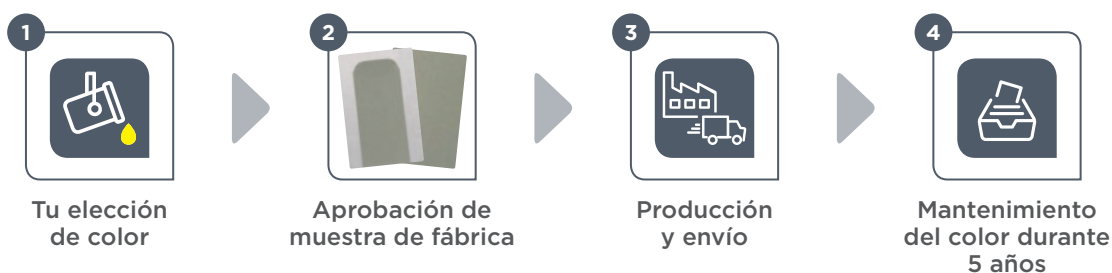 1
Tu elección
de color
2
Aprobación de
muestra de fábrica
3
Producción
y envío
4
Mantenimiento
del color durante
5 años